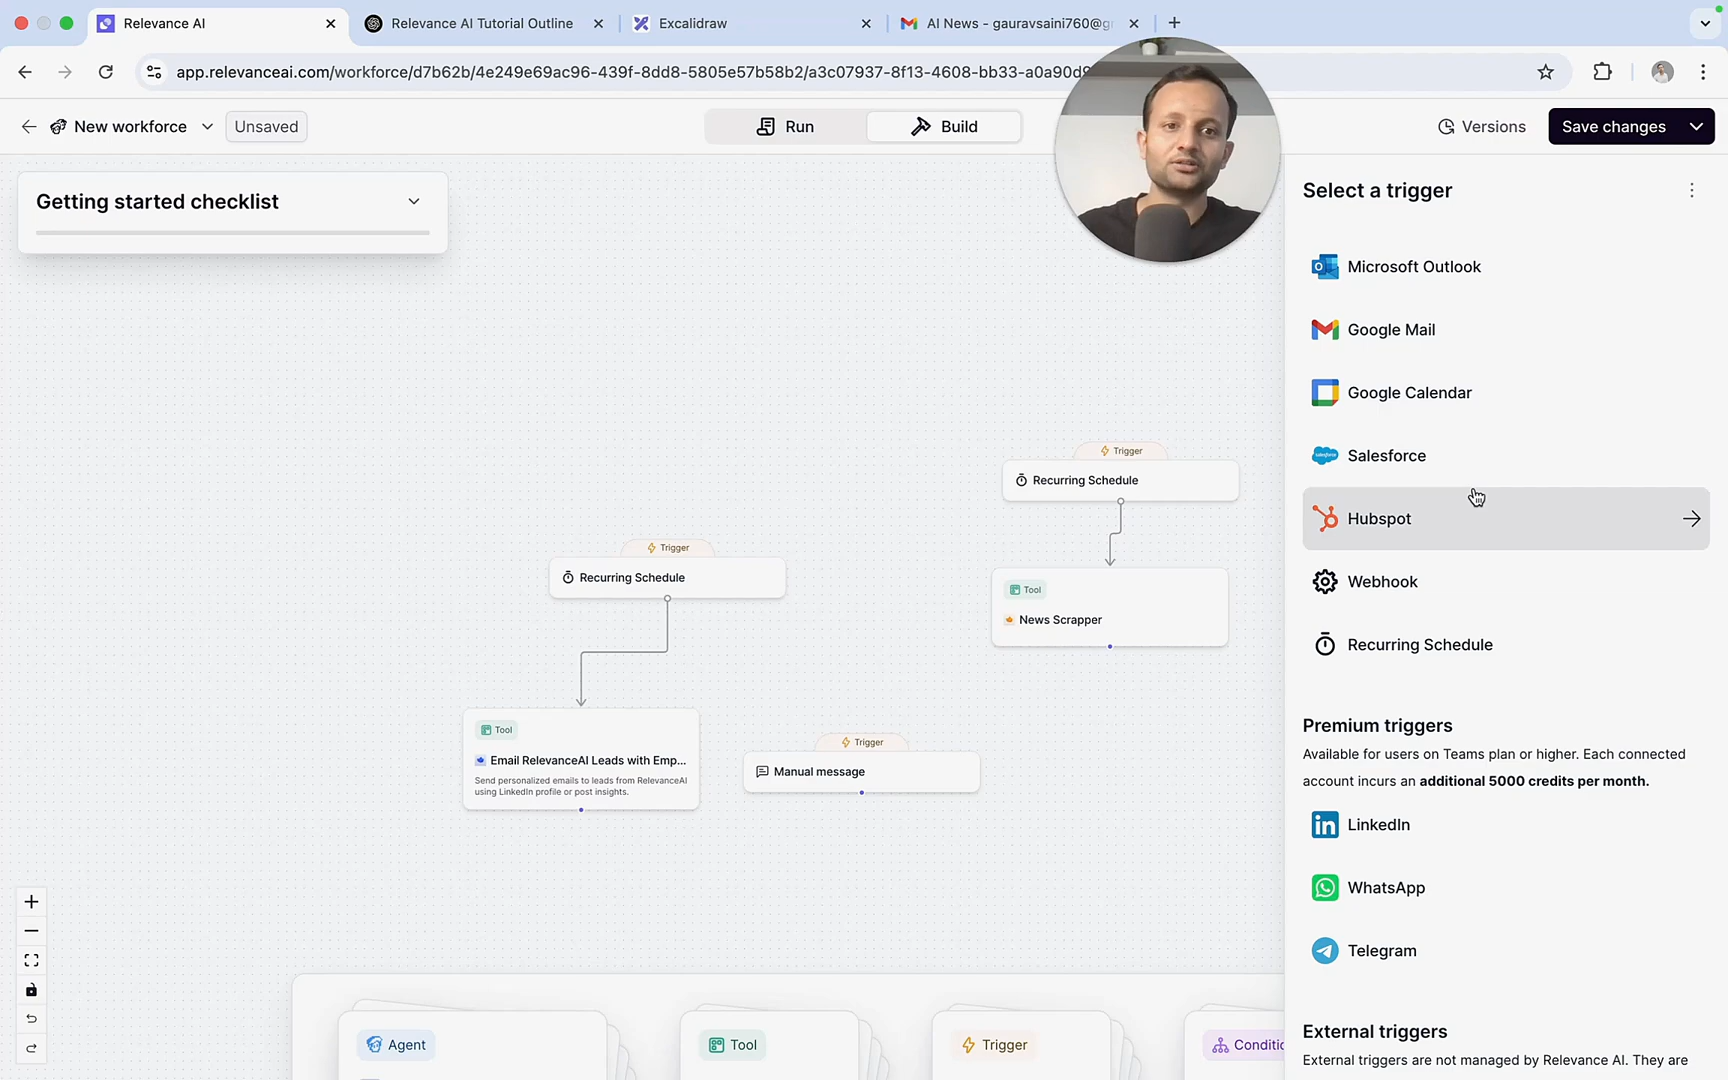 Relevance AI
Relevance AI Tutorial Outline
Excalidraw
AI News - gauravsaini760@g
app.relevanceai.com/workforce/d7b62b/4e249e69ac96-439f-8dd8-5805e57b58b2/a3c07937-8f13-4608-bb33-a0a90d9
New workforce
Unsaved
Run
Build
Versions
Save changes
Getting started checklist
Select a trigger
Microsoft Outlook
Google Mail
Google Calendar
Salesforce
Hubspot
Webhook
Recurring Schedule
Premium triggers
Available for users on Teams plan or higher. Each connected
account incurs an additional 5000 credits per month.
LinkedIn
WhatsApp
Telegram
External triggers
External triggers are not managed by Relevance AI. They are
Trigger
Recurring Schedule
Tool
News Scrapper
Trigger
Recurring Schedule
Tool
Email RelevanceAI Leads with Emp...
Send personalized emails to leads from RelevanceAI
using LinkedIn profile or post insights.
Trigger
Manual message
Agent
Tool
Trigger
Conditio